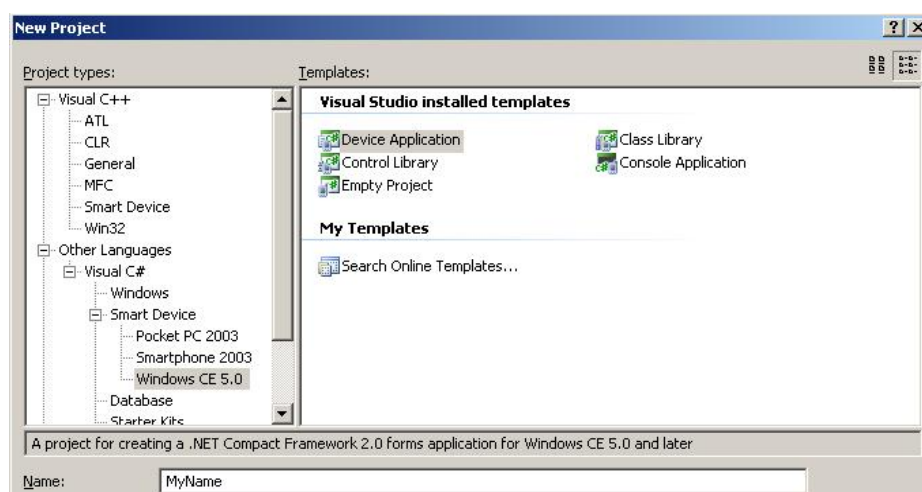 New Project
Project types:
Templates:
Visual C++
ATL
CLR
General
MFC
Smart Device
Win32
Other Languages
Visual C#
Windows
Smart Device
Pocket PC 2003
Smartphone 2003
Windows CE 5.0
Database
Starter Kits
Visual Studio installed templates
Device Application
Class Library
Control Library
Console Application
Empty Project
My Templates
Search Online Templates...
A project for creating a .NET Compact Framework 2.0 forms application for Windows CE 5.0 and later
Name: MyName